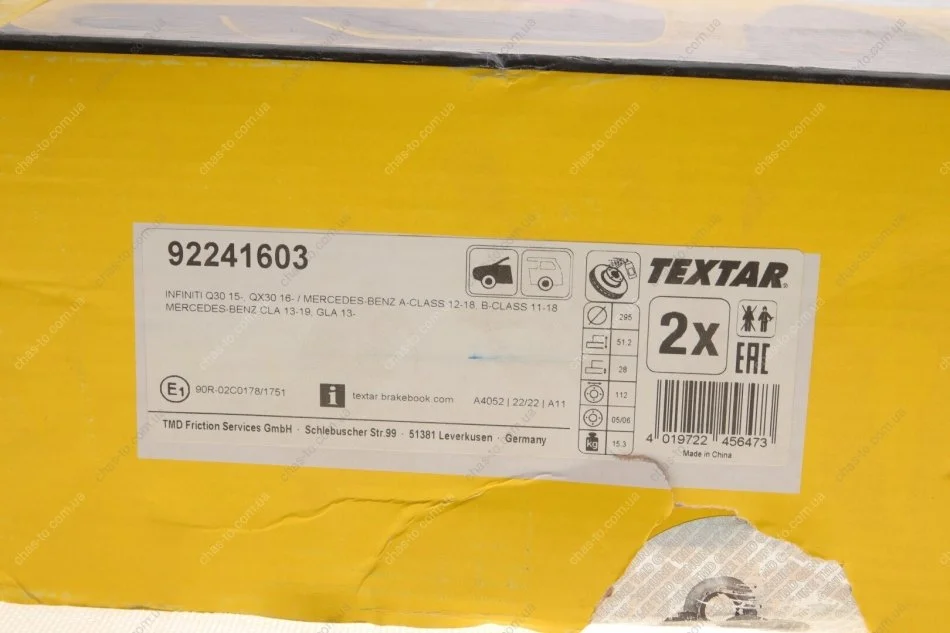 92241603
INFINITI Q30 15-, QX30 16- / MERCEDES-BENZ A-CLASS 12-18, B-CLASS 11-18
MERCEDES-BENZ CLA 13-19, GLA 13-
E1 90R-02C0178/1751
i textar brakebook.com
A4052 | 22/22 | A11
TMD Friction Services GmbH · Schlebuscher Str.99 · 51381 Leverkusen · Germany
295
51.2
28
112
05/06
kg 15.3
TEXTAR®
2x
EAC
4 019722 456473
Made in China
chas-to.com.ua